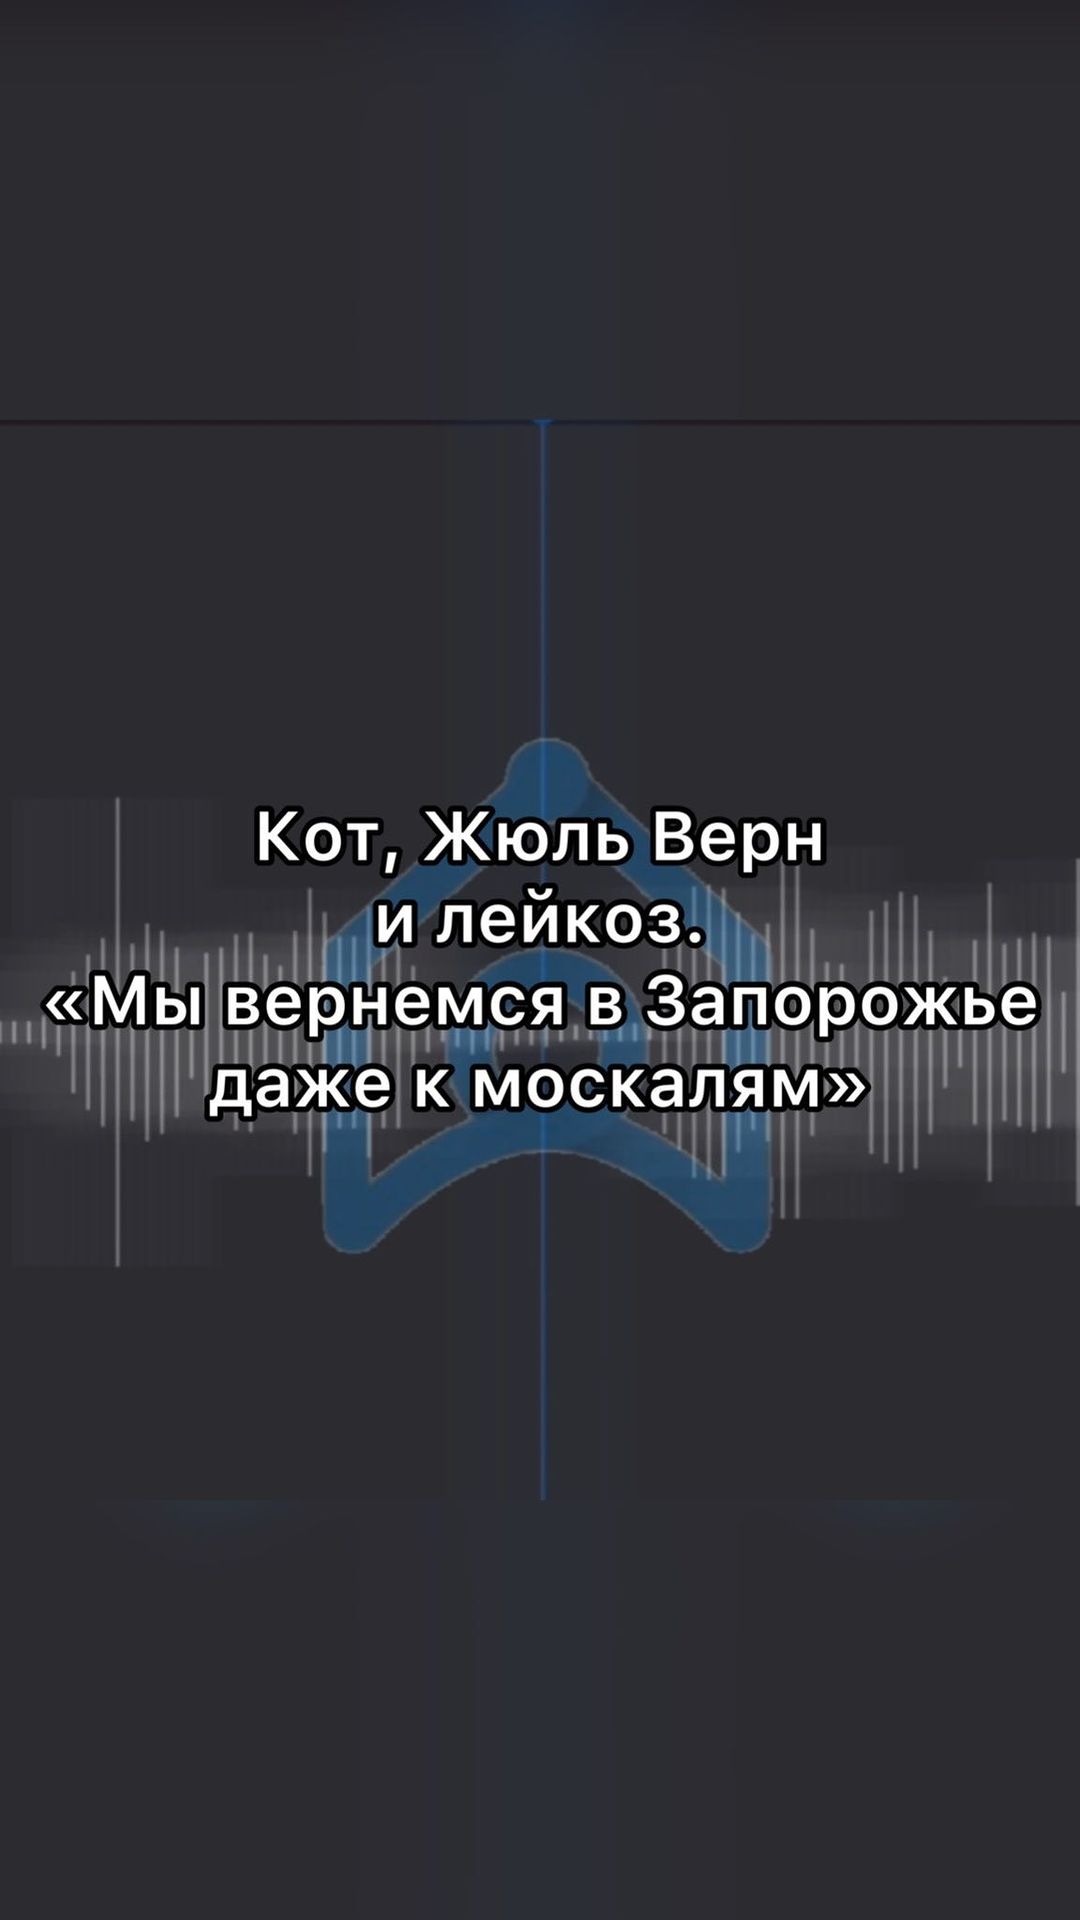 Кот, Жюль Верн
и лейкоз.
«Мы вернемся в Запорожье
даже к москалям»